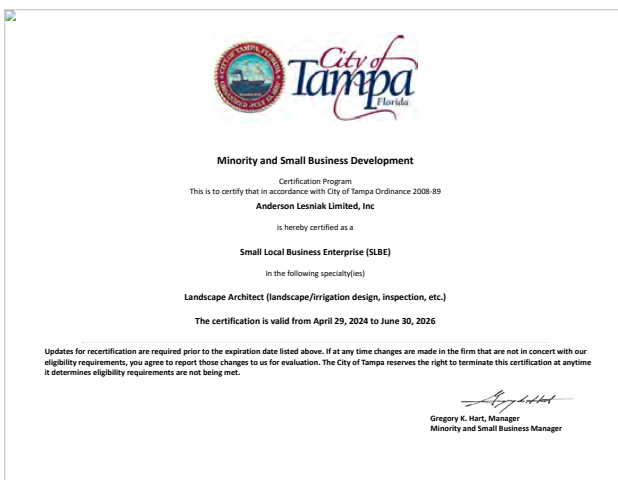 CITY OF TAMPA, FLORIDA
City of
Tampa
Florida
Minority and Small Business Development
Certification Program
This is to certify that in accordance with City of Tampa Ordinance 2008-89
Anderson Lesniak Limited, Inc
is hereby certified as a
Small Local Business Enterprise (SLBE)
In the following specialty(ies)
Landscape Architect (landscape/irrigation design, inspection, etc.)
The certification is valid from April 29, 2024 to June 30, 2026
Updates for recertification are required prior to the expiration date listed above. If at any time changes are made in the firm that are not in concert with our
eligibility requirements, you agree to report those changes to us for evaluation. The City of Tampa reserves the right to terminate this certification at anytime
it determines eligibility requirements are not being met.
Gregory K. Hart, Manager
Minority and Small Business Manager